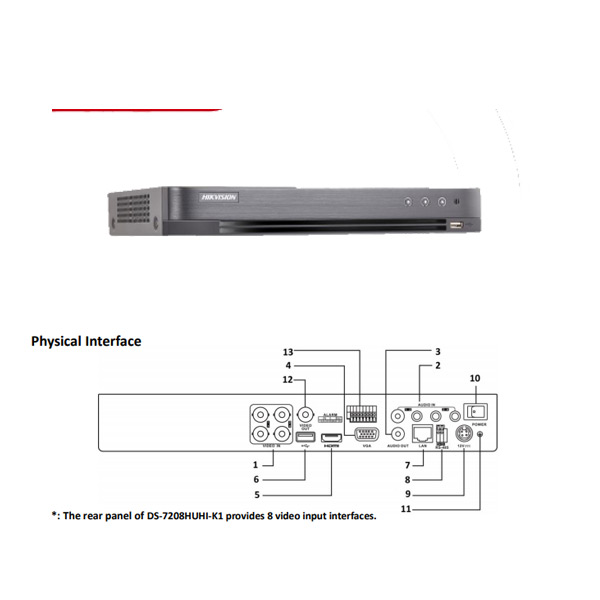 HIKVISION
Physical Interface
13
3
4
2
12
10
AUDIO IN
ALARM
VIDEO OUT
POWER
VIDEO IN
HDMI
VGA
AUDIO OUT
LAN
RS-485
12V
1
7
6
8
5
9
11
*: The rear panel of DS-7208HUHI-K1 provides 8 video input interfaces.